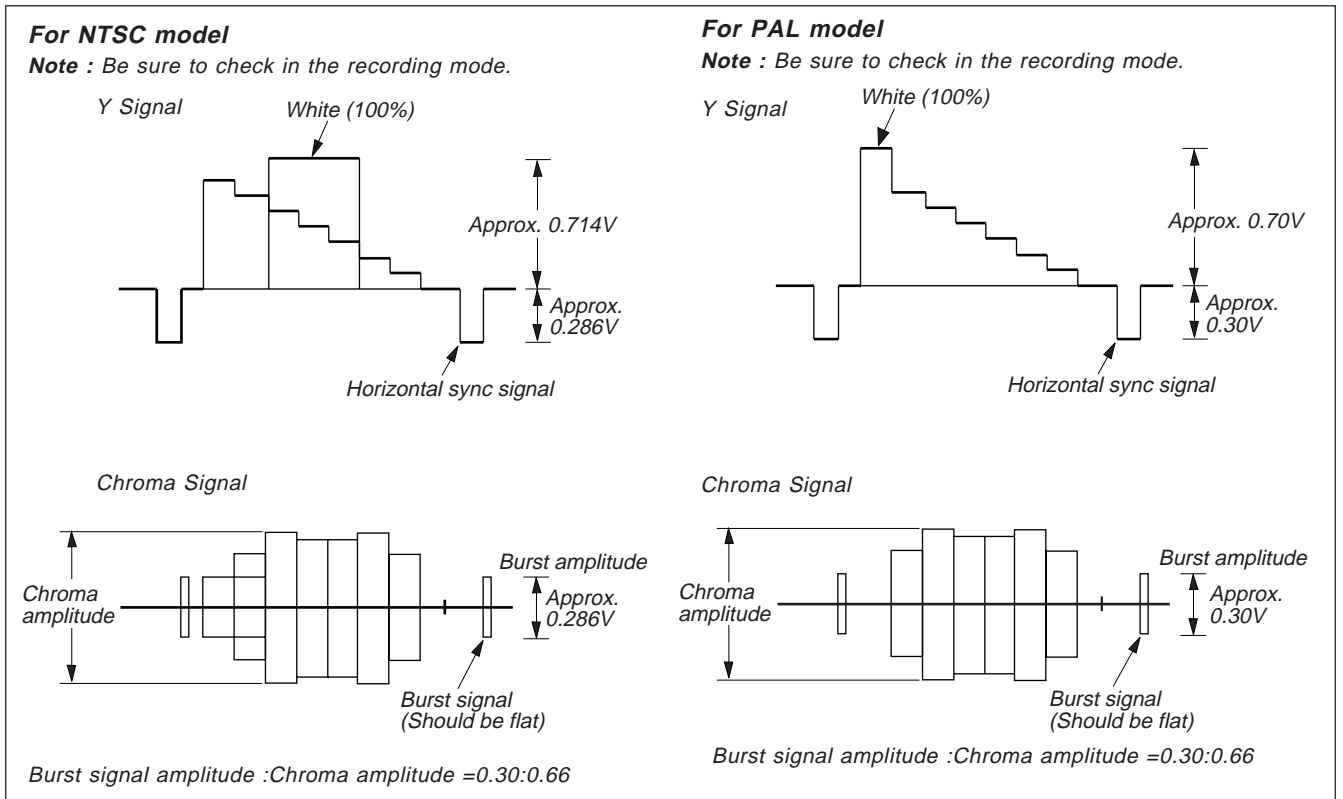 For NTSC model
Note : Be sure to check in the recording mode.
Y Signal
White (100%)
Approx. 0.714V
Approx.
0.286V
Horizontal sync signal
Chroma Signal
Chroma
amplitude
Burst amplitude
Approx.
0.286V
Burst signal
(Should be flat)
Burst signal amplitude :Chroma amplitude =0.30:0.66
For PAL model
Note : Be sure to check in the recording mode.
Y Signal
White (100%)
Approx. 0.70V
Approx.
0.30V
Horizontal sync signal
Chroma Signal
Chroma
amplitude
Burst amplitude
Approx.
0.30V
Burst signal
(Should be flat)
Burst signal amplitude :Chroma amplitude =0.30:0.66